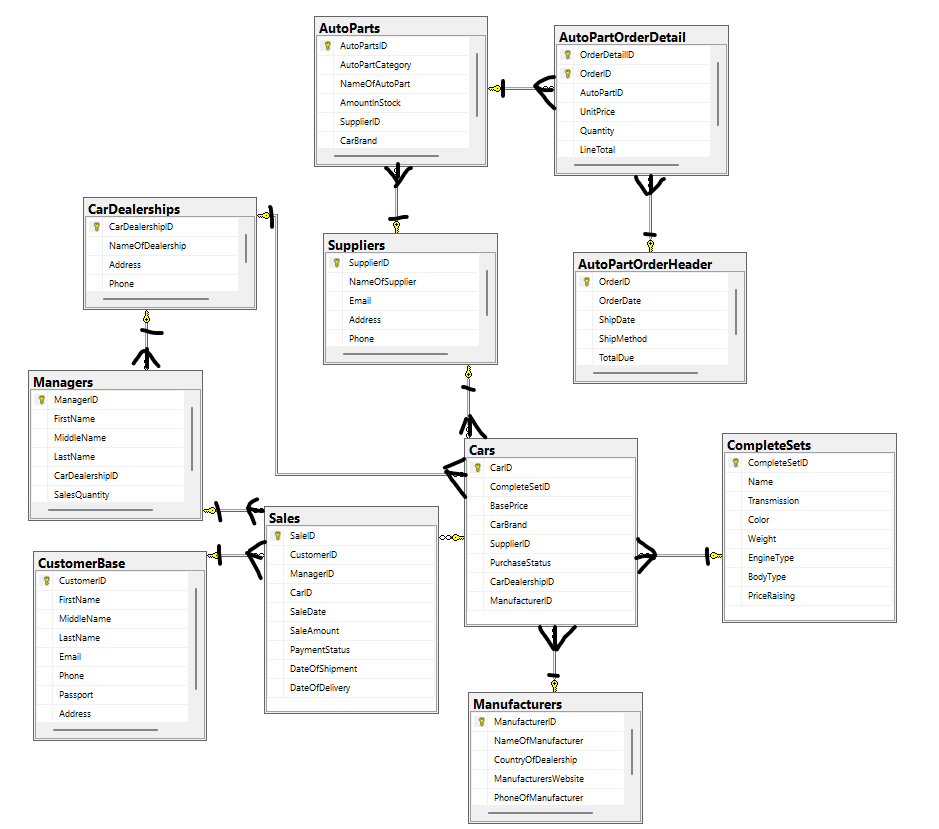 AutoParts
AutoPartsID
AutoPartCategory
NameOfAutoPart
AmountInStock
SupplierID
CarBrand
AutoPartOrderDetail
OrderDetailID
OrderID
AutoPartID
UnitPrice
Quantity
LineTotal
CarDealerships
CarDealershipID
NameOfDealership
Address
Phone
Suppliers
SupplierID
NameOfSupplier
Email
Address
Phone
AutoPartOrderHeader
OrderID
OrderDate
ShipDate
ShipMethod
TotalDue
Managers
ManagerID
FirstName
MiddleName
LastName
CarDealershipID
SalesQuantity
Cars
CarID
CompleteSetID
BasePrice
CarBrand
SupplierID
PurchaseStatus
CarDealershipID
ManufacturerID
CompleteSets
CompleteSetID
Name
Transmission
Color
Weight
EngineType
BodyType
PriceRaising
Sales
SaleID
CustomerID
ManagerID
CarID
SaleDate
SaleAmount
PaymentStatus
DateOfShipment
DateOfDelivery
CustomerBase
CustomerID
FirstName
MiddleName
LastName
Email
Phone
Passport
Address
Manufacturers
ManufacturerID
NameOfManufacturer
CountryOfDealership
ManufacturersWebsite
PhoneOfManufacturer